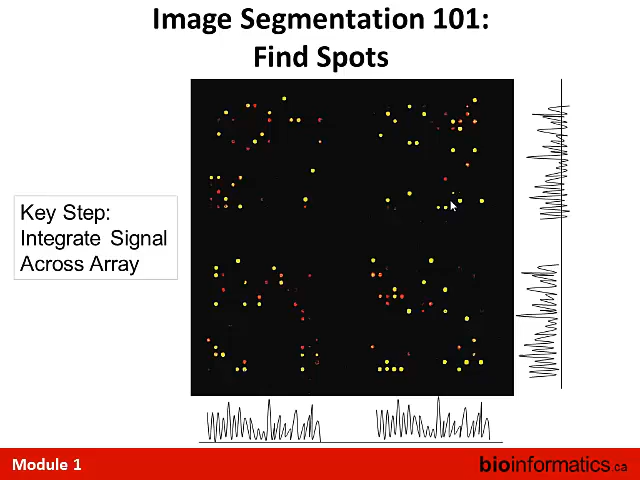 Image Segmentation 101:
Find Spots
Key Step:
Integrate Signal
Across Array
Module 1
bioinformatics.ca